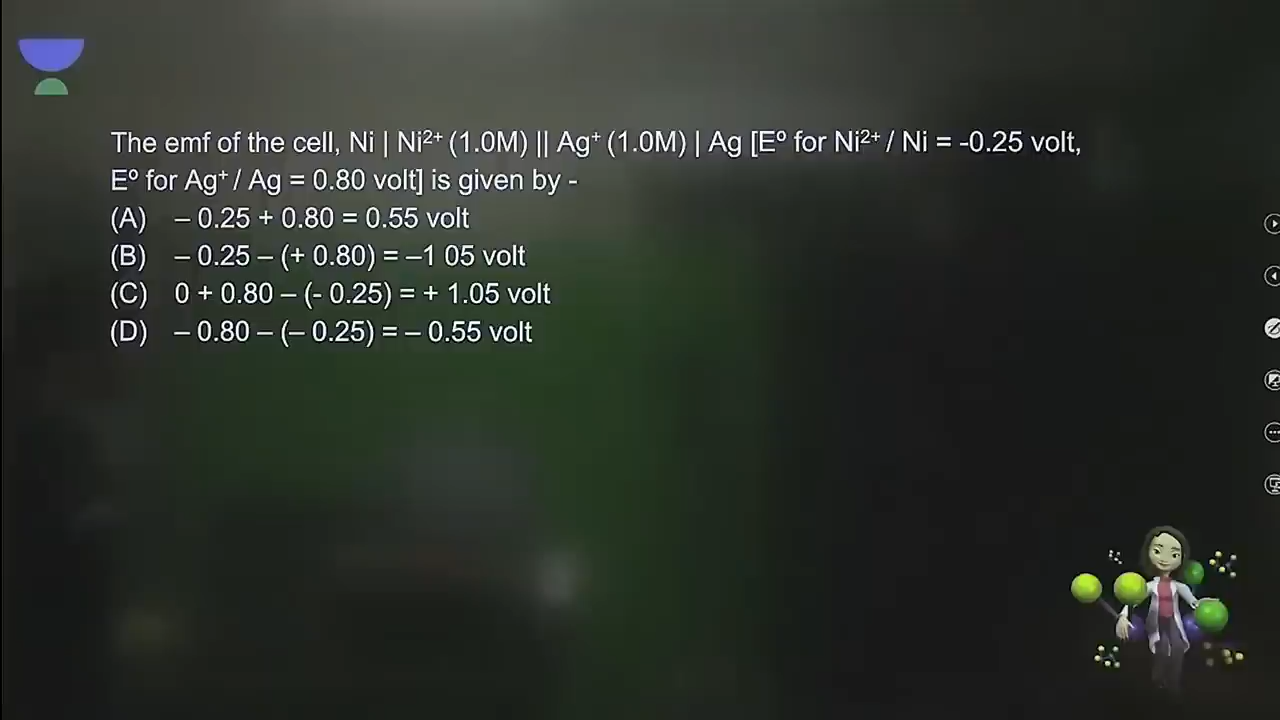 The emf of the cell, Ni | Ni²⁺ (1.0M) || Ag⁺ (1.0M) | Ag [Eº for Ni²⁺ / Ni = -0.25 volt,
Eº for Ag⁺ / Ag = 0.80 volt] is given by -
(A) – 0.25 + 0.80 = 0.55 volt
(B) – 0.25 – (+ 0.80) = –1 05 volt
(C) 0 + 0.80 – (- 0.25) = + 1.05 volt
(D) – 0.80 – (– 0.25) = – 0.55 volt